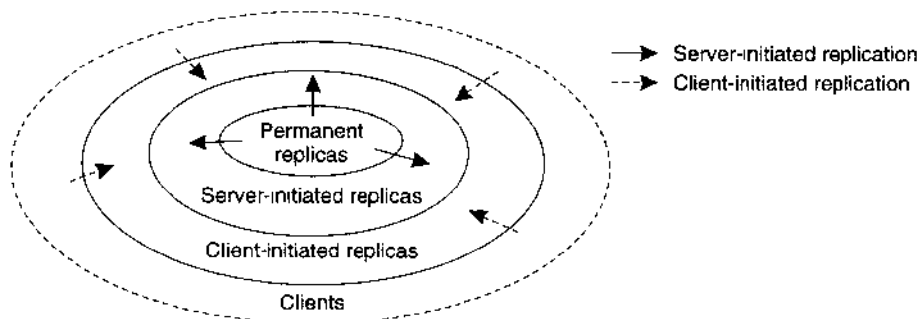 Server-initiated replication
Client-initiated replication
Permanent
replicas
Server-initiated replicas
Client-initiated replicas
Clients